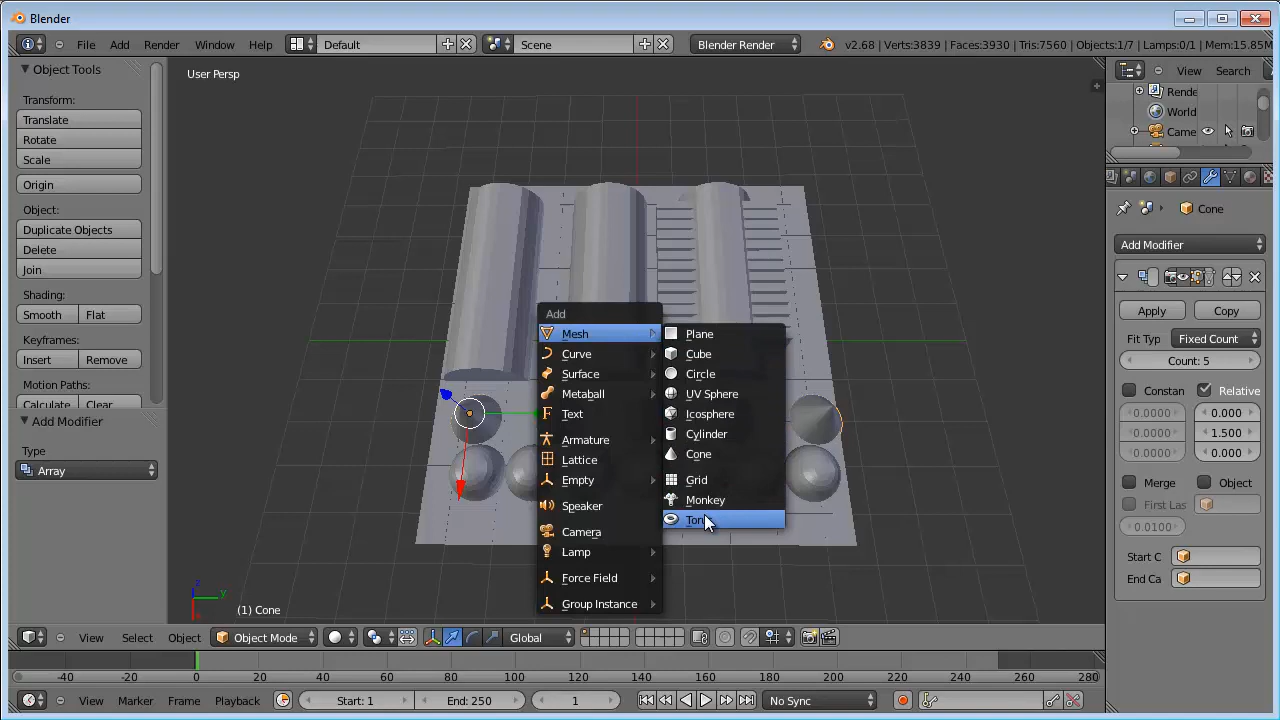 Blender
File Add Render Window Help Default Scene Blender Render v2.68 | Verts:3839 | Faces:3930 | Tris:7560 | Objects:1/7 | Lamps:0/1 | Mem:15.85M
Object Tools
Transform:
Translate
Rotate
Scale
Origin
Object:
Duplicate Objects
Delete
Join
Shading:
Smooth Flat
Keyframes:
Insert Remove
Motion Paths:
Calculate Clear
Add Modifier
Type
Array
User Persp
Add
Mesh
Curve
Surface
Metaball
Text
Armature
Lattice
Empty
Speaker
Camera
Lamp
Force Field
Group Instance
Plane
Cube
Circle
UV Sphere
Icosphere
Cylinder
Cone
Grid
Monkey
z
y
x
(1) Cone
View Search
Rende
World
Came
Cone
Add Modifier
Apply Copy
Fit Typ Fixed Count
Count: 5
Constan Relative
0.0000 0.000
0.0000 1.500
0.0000 0.000
Merge Object
First Las
0.0100
Start C
End Ca
View Select Object Object Mode Global
-40 -20 0 20 40 60 80 100 120 140 160 180 200 220 240 260 280
View Marker Frame Playback Start: 1 End: 250 1 No Sync